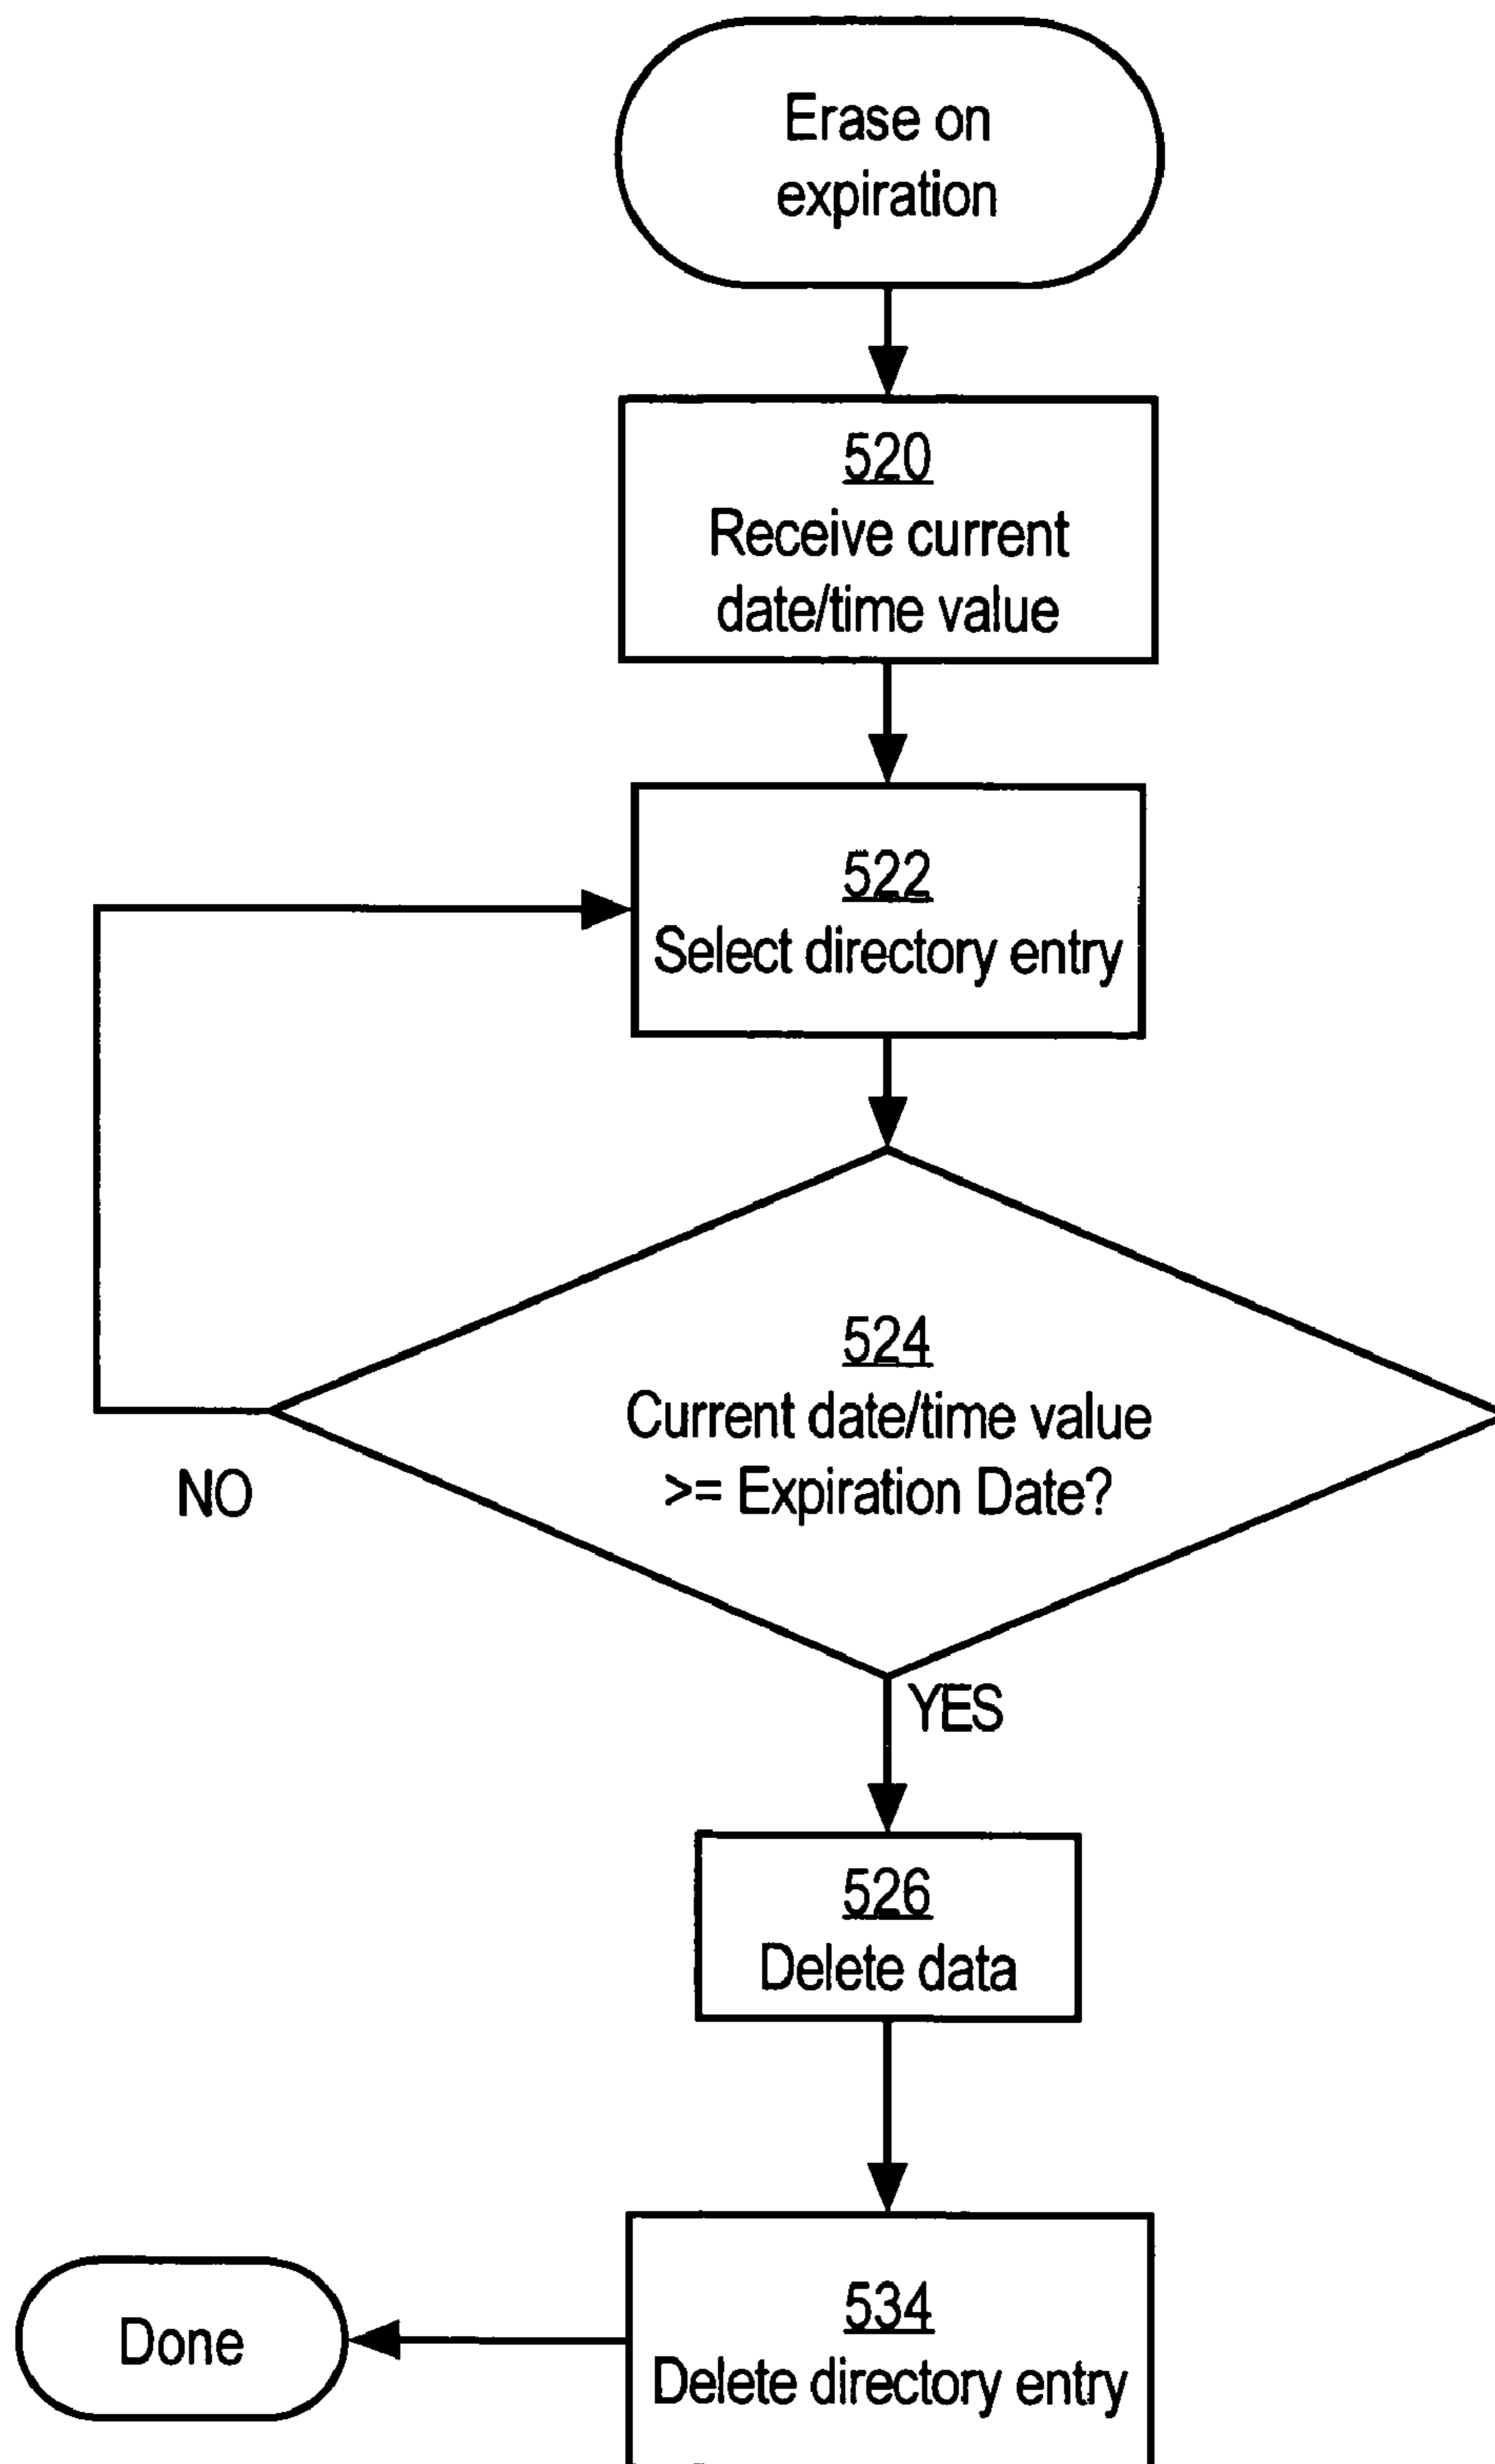 Erase on
expiration
520
Receive current
date/time value
522
Select directory entry
524
Current date/time value
>= Expiration Date?
NO
YES
526
Delete data
534
Delete directory entry
Done